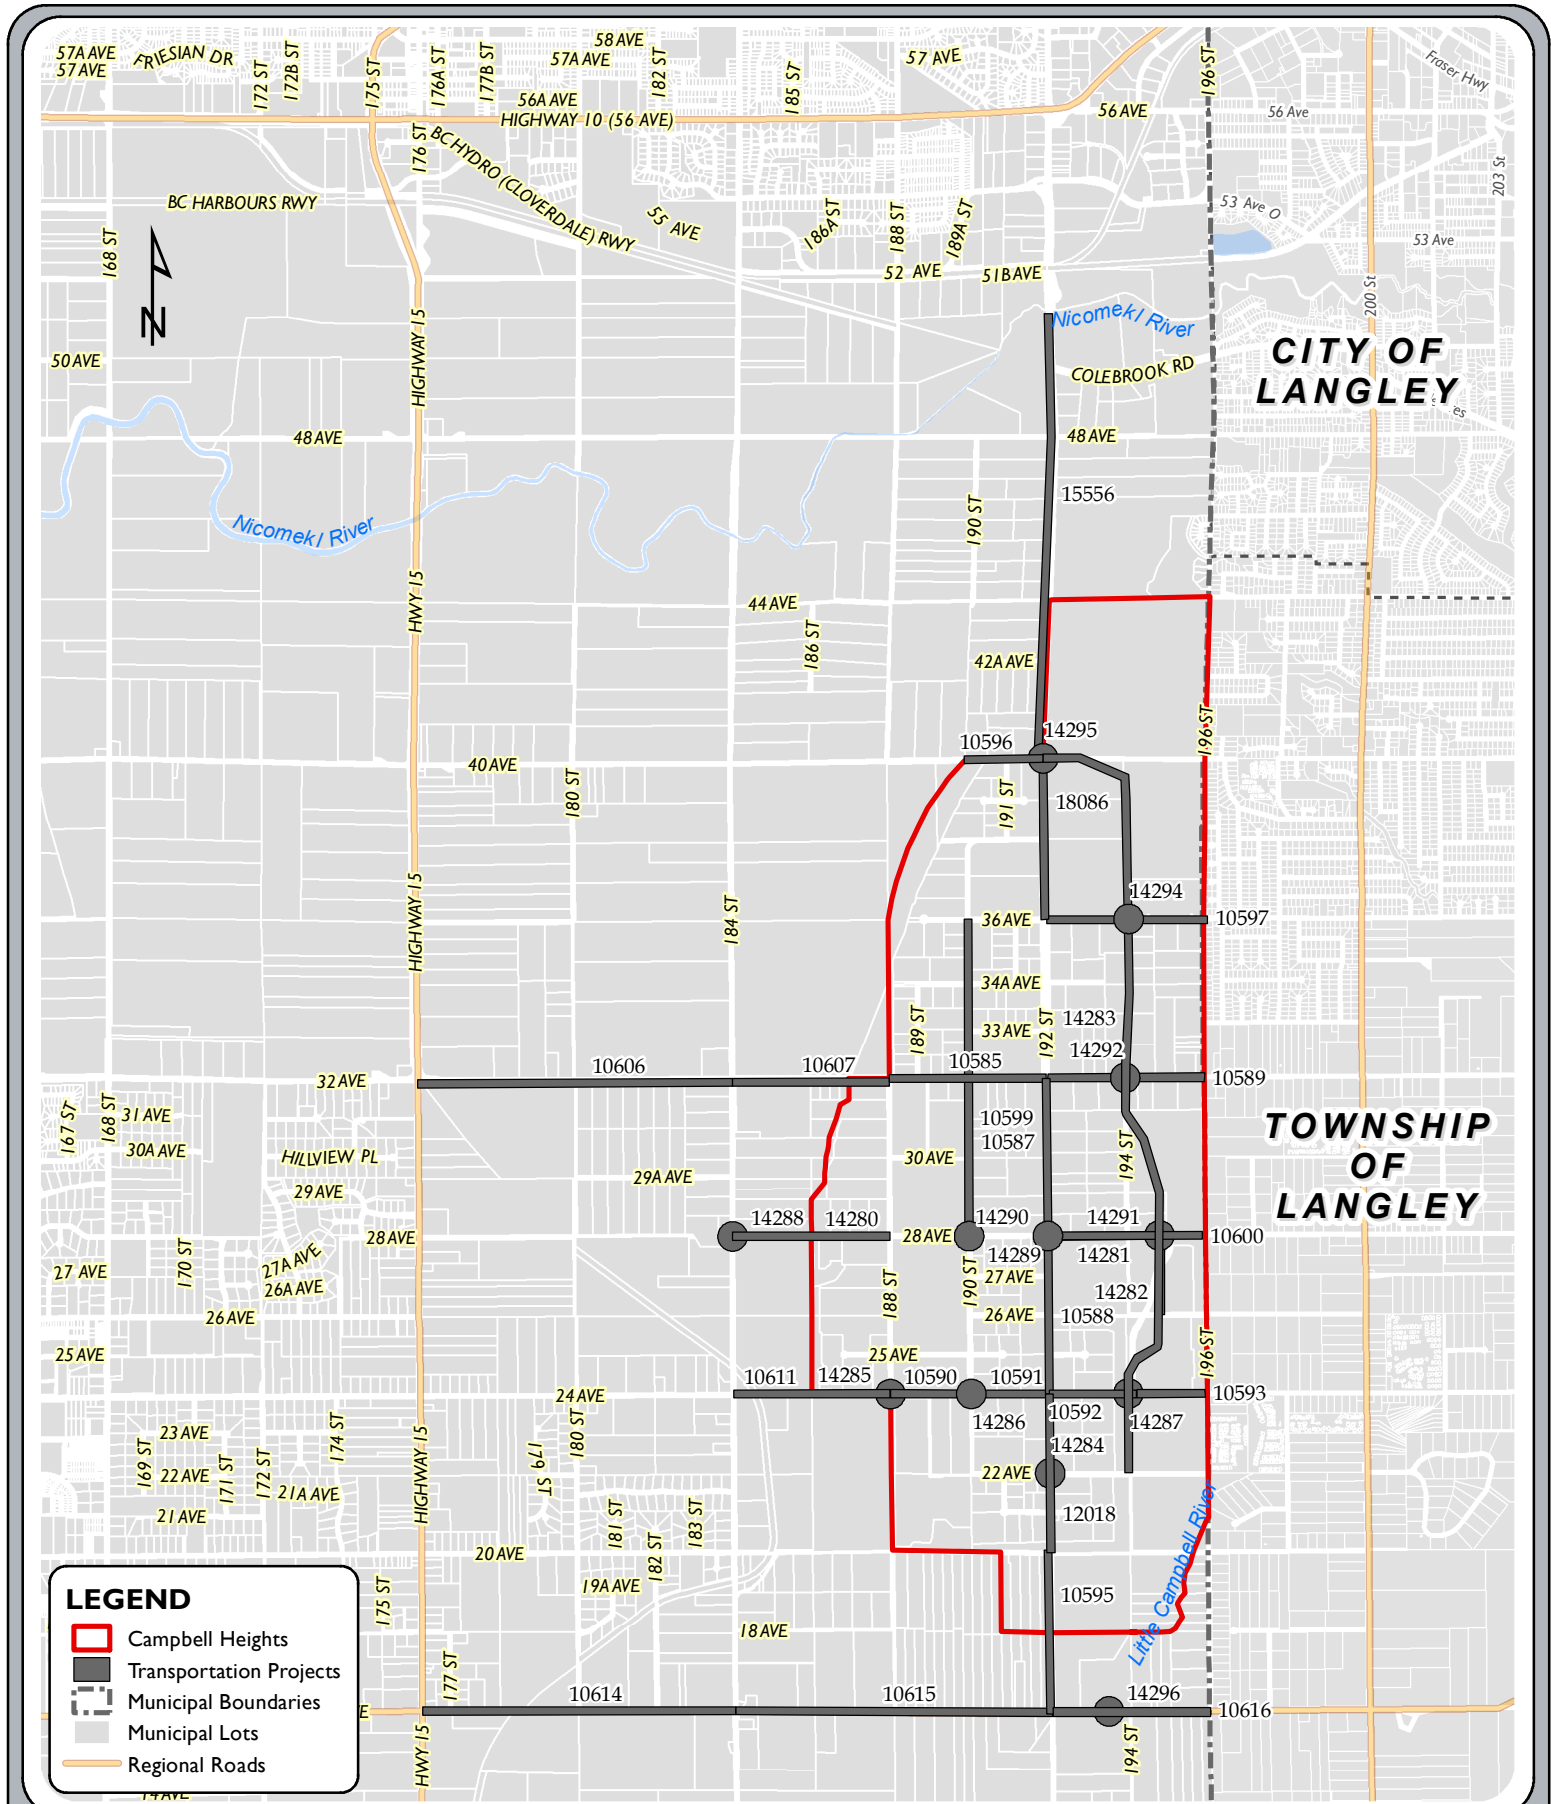 57A AVE
57 AVE
FRIESIAN DR
172 ST
172B ST
175 ST
176A ST
177B ST
58 AVE
57A AVE
182 ST
56A AVE
HIGHWAY 10 (56 AVE)
185 ST
57 AVE
56 AVE
196 ST
Fraser Hwy
56 Ave
203 St
176 ST
BC HYDRO (CLOVERDALE) RWY
BC HARBOURS RWY
55 AVE
186A ST
188 ST
189A ST
53 Ave
53 Ave
168 ST
52 AVE
51B AVE
200 St
N
HIGHWAY 15
Nicomekl River
50 AVE
COLEBROOK RD
CITY OF
LANGLEY
48 AVE
48 AVE
15556
190 ST
Nicomekl River
HWY 15
44 AVE
186 ST
42A AVE
196 ST
14295
10596
40 AVE
180 ST
191 ST
18086
HIGHWAY 15
184 ST
14294
36 AVE
10597
34A AVE
189 ST
33 AVE
192 ST
14283
14292
10606
10607
10585
32 AVE
10589
167 ST
168 ST
31 AVE
30A AVE
HILLVIEW PL
29 AVE
29A AVE
30 AVE
10599
10587
194 ST
TOWNSHIP
OF
LANGLEY
28 AVE
14288
14280
28 AVE
14290
14289
14291
14281
10600
27 AVE
170 ST
27A AVE
26A AVE
188 ST
190 ST
27 AVE
14282
26 AVE
26 AVE
10588
25 AVE
25 AVE
196 ST
10611
14285
10590
10591
24 AVE
10593
10592
14286
14287
14284
23 AVE
169 ST
22 AVE
171 ST
172 ST
174 ST
21A AVE
21 AVE
HIGHWAY 15
179 ST
180 ST
181 ST
182 ST
183 ST
22 AVE
12018
20 AVE
19A AVE
10595
Little Campbell River
175 ST
18 AVE
177 ST
10614
10615
14296
10616
HWY 15
194 ST
LEGEND
Campbell Heights
Transportation Projects
Municipal Boundaries
Municipal Lots
Regional Roads